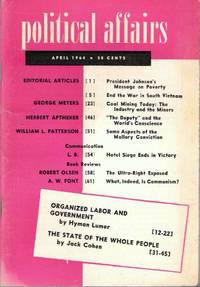 political affairs
APRIL 1964 • 35 CENTS
EDITORIAL ARTICLES [1] President Johnson's
Message on Poverty
[5] End the War in South Vietnam
GEORGE MEYERS [23] Coal Mining Today: The
Industry and the Miners
HERBERT APTHEKER [46] "The Deputy" and the
World's Conscience
WILLIAM L. PATTERSON [51] Some Aspects of the
Mallory Conviction
Communication
L. B. [54] Hotel Siege Ends in Victory
Book Reviews
ROBERT OLSEN [58] The Ultra-Right Exposed
A. W. FONT [61] What, Indeed, Is Communism?
ORGANIZED LABOR AND
GOVERNMENT
by Hyman Lumer [12-22]
THE STATE OF THE WHOLE PEOPLE
by Jack Cohen [31-45]